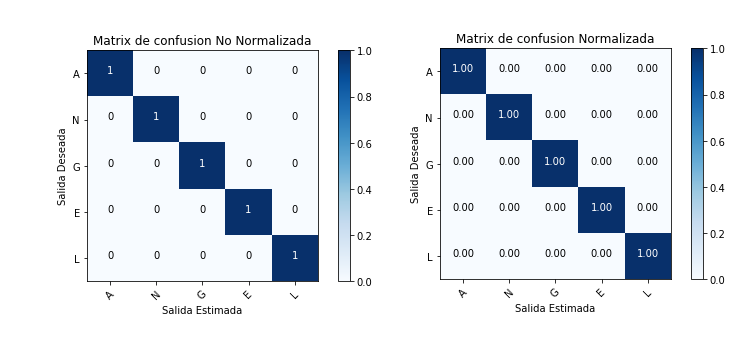 Matrix de confusion No Normalizada
A 1 0 0 0 0
N 0 1 0 0 0
G 0 0 1 0 0
E 0 0 0 1 0
L 0 0 0 0 1
A N G E L
Salida Deseada
Salida Estimada
1.0
0.8
0.6
0.4
0.2
0.0
Matrix de confusion Normalizada
A 1.00 0.00 0.00 0.00 0.00
N 0.00 1.00 0.00 0.00 0.00
G 0.00 0.00 1.00 0.00 0.00
E 0.00 0.00 0.00 1.00 0.00
L 0.00 0.00 0.00 0.00 1.00
A N G E L
Salida Deseada
Salida Estimada
1.0
0.8
0.6
0.4
0.2
0.0